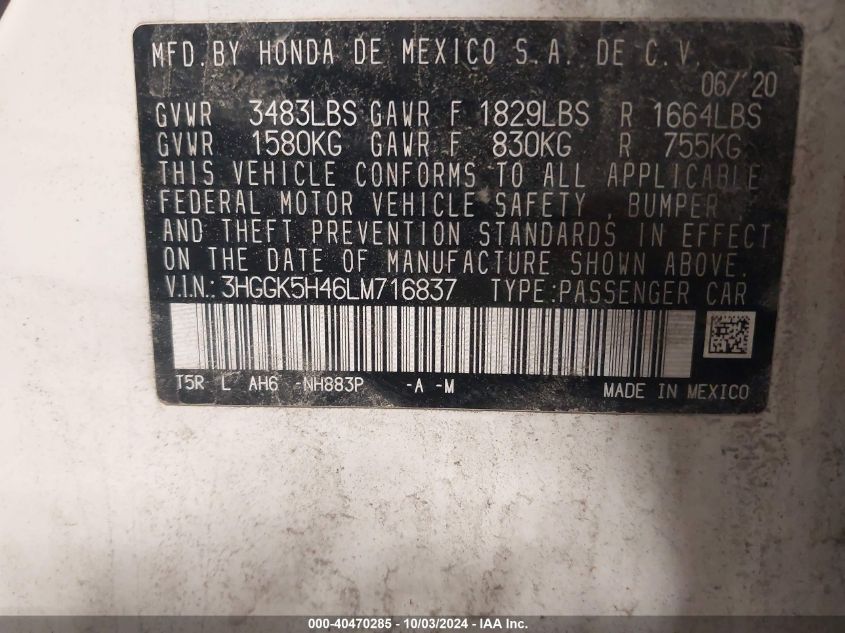 MFD. BY HONDA DE MEXICO S.A. DE C.V.
06/'20
GVWR 3483LBS GAWR F 1829LBS R 1664LBS
GVWR 1580KG GAWR F 830KG R 755KG
THIS VEHICLE CONFORMS TO ALL APPLICABLE
FEDERAL MOTOR VEHICLE SAFETY , BUMPER ,
AND THEFT PREVENTION STANDARDS IN EFFECT
ON THE DATE OF MANUFACTURE SHOWN ABOVE.
V.I.N.: 3HGGK5H46LM716837 TYPE:PASSENGER CAR
T5R L AH6 -NH883P -A -M MADE IN MEXICO
000-40470285 - 10/03/2024 - IAA Inc.